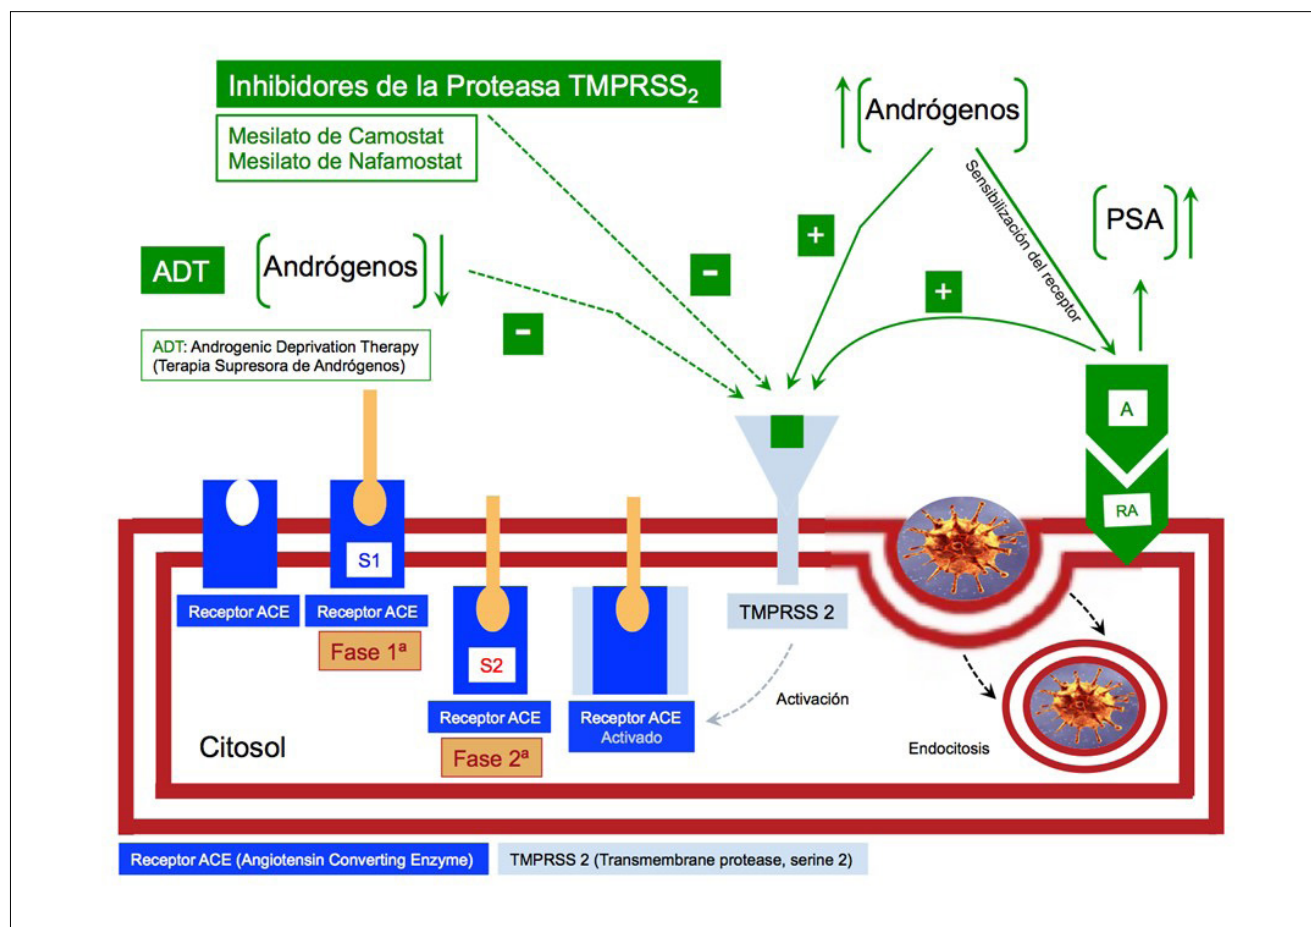 Inhibidores de la Proteasa TMPRSS2
Mesilato de Camostat
Mesilato de Nafamostat
Andrógenos
Sensibilización del receptor
PSA
+
+
-
-
ADT
Andrógenos
ADT: Androgenic Deprivation Therapy
(Terapia Supresora de Andrógenos)
A
RA
S1
Receptor ACE
Receptor ACE
Fase 1ª
S2
Receptor ACE
Fase 2ª
Receptor ACE
Activado
TMPRSS 2
Activación
Citosol
Endocitosis
Receptor ACE (Angiotensin Converting Enzyme)
TMPRSS 2 (Transmembrane protease, serine 2)